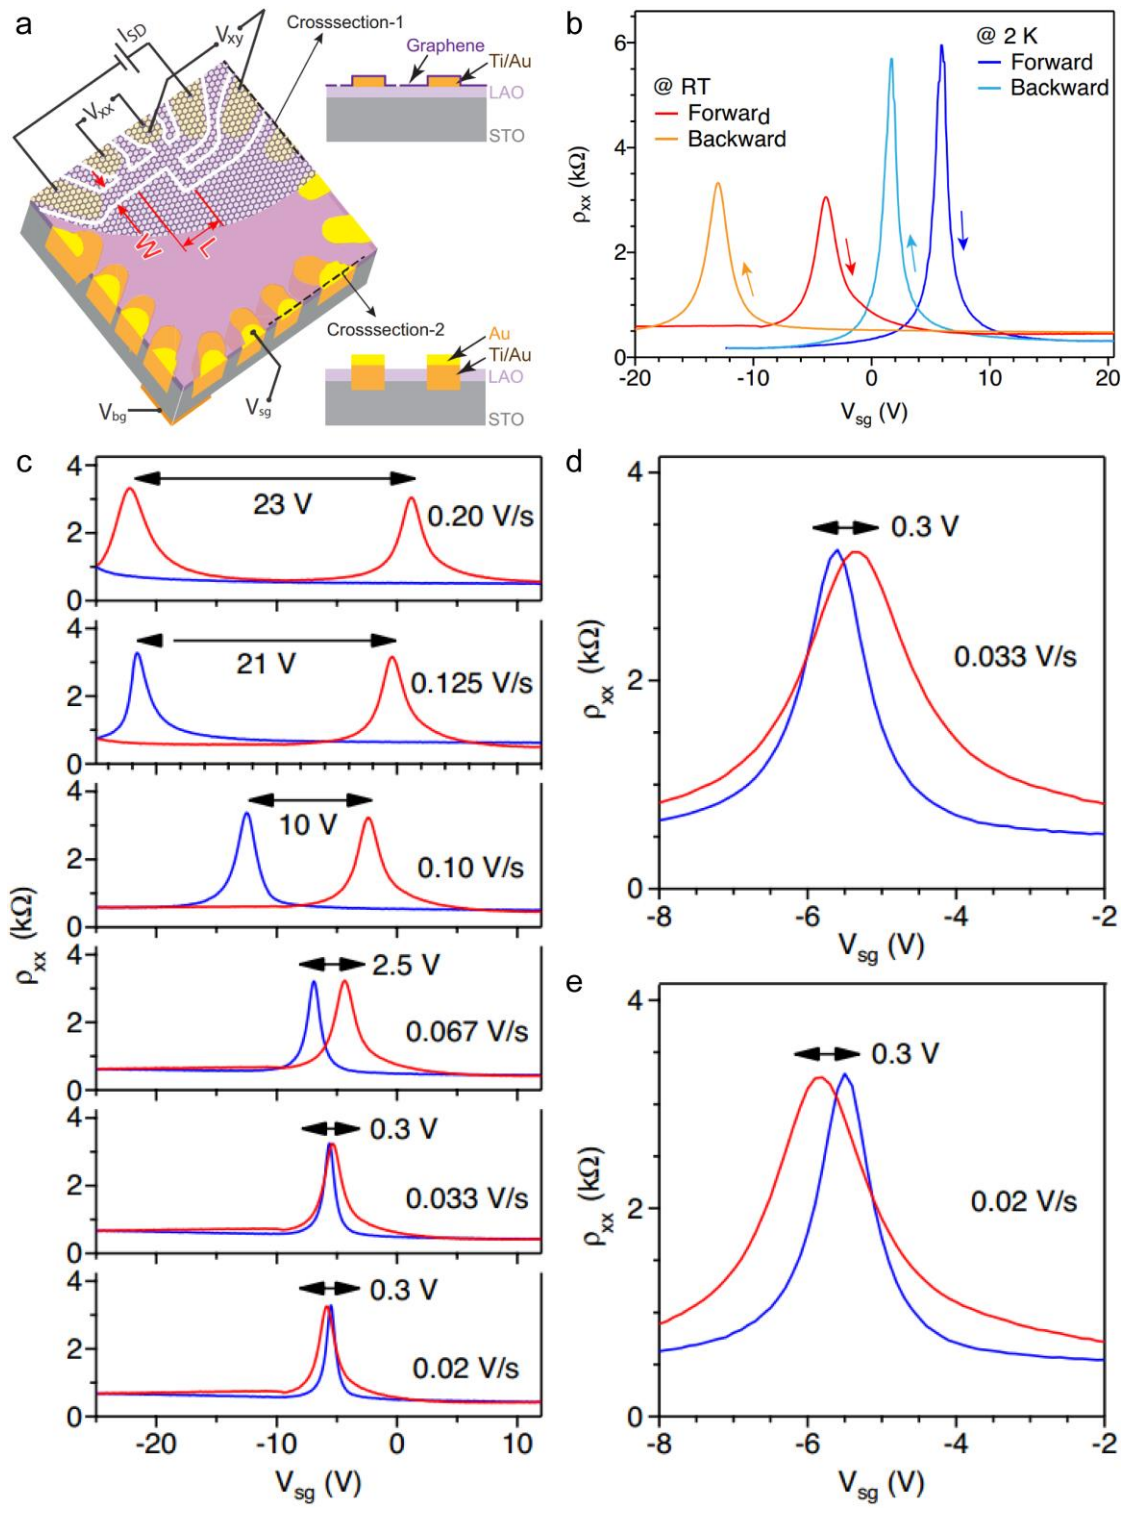 a
I_SD
V_xy
V_xx
W
L
V_bg
V_sg
Crosssection-1
Graphene
Ti/Au
LAO
STO
Crosssection-2
Au
Ti/Au
LAO
STO
b
ρ_xx (kΩ)
6
4
2
0
@ RT
Forward
Backward
@ 2 K
Forward
Backward
-20 -10 0 10 20
V_sg (V)
c
4
2
0
23 V
0.20 V/s
4
2
0
21 V
0.125 V/s
4
2
0
10 V
0.10 V/s
ρ_xx (kΩ)
4
2
0
2.5 V
0.067 V/s
4
2
0
0.3 V
0.033 V/s
4
2
0
0.3 V
0.02 V/s
-20 -10 0 10
V_sg (V)
d
4
2
0
ρ_xx (kΩ)
0.3 V
0.033 V/s
-8 -6 -4 -2
V_sg (V)
e
4
2
0
ρ_xx (kΩ)
0.3 V
0.02 V/s
-8 -6 -4 -2
V_sg (V)